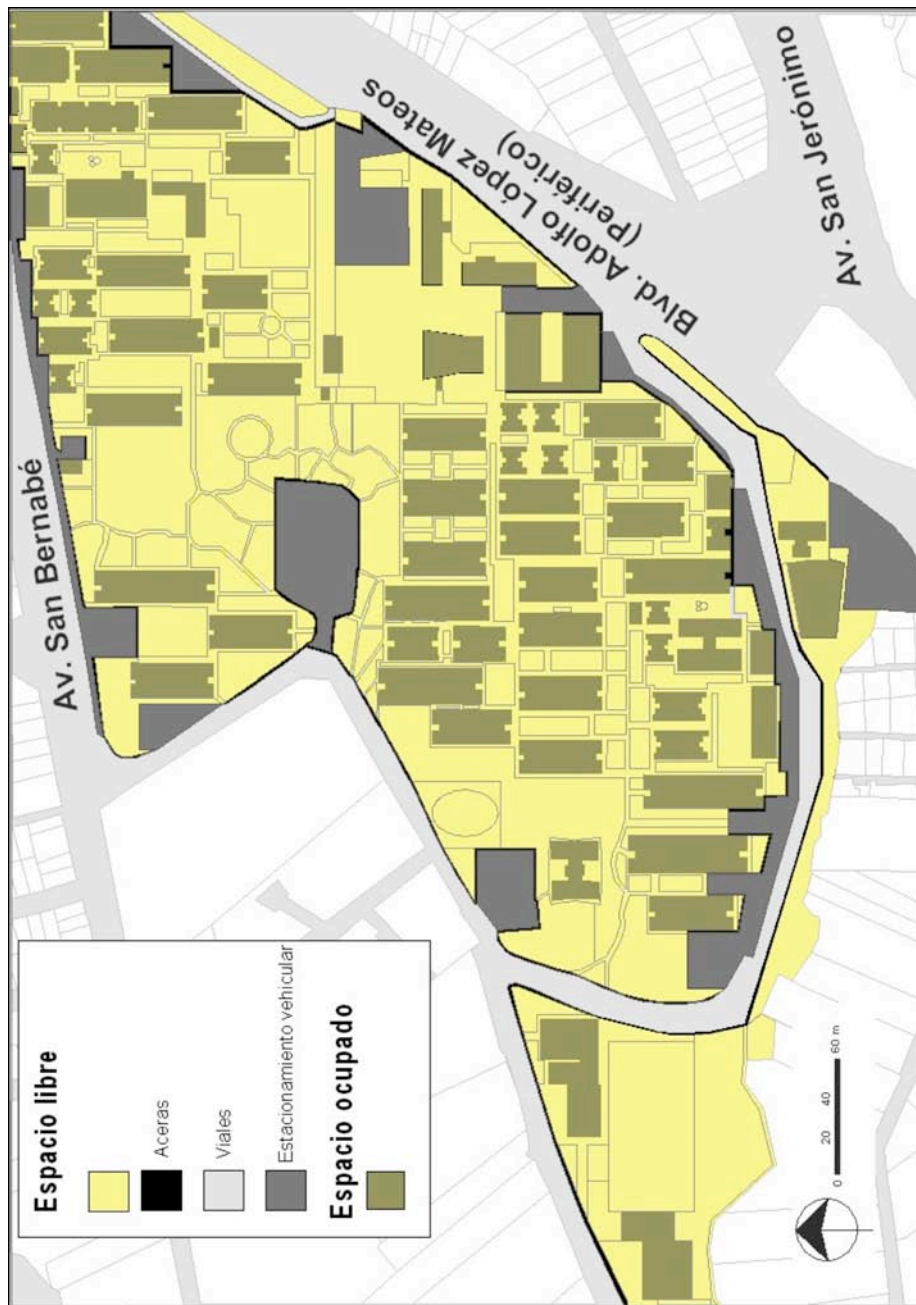 Espacio libre
Aceras
Viales
Estacionamiento vehicular
Espacio ocupado
Av. San Bernabé
Blvd. Adolfo López Mateos
(Periférico)
Av. San Jerónimo
0 20 40 60 m